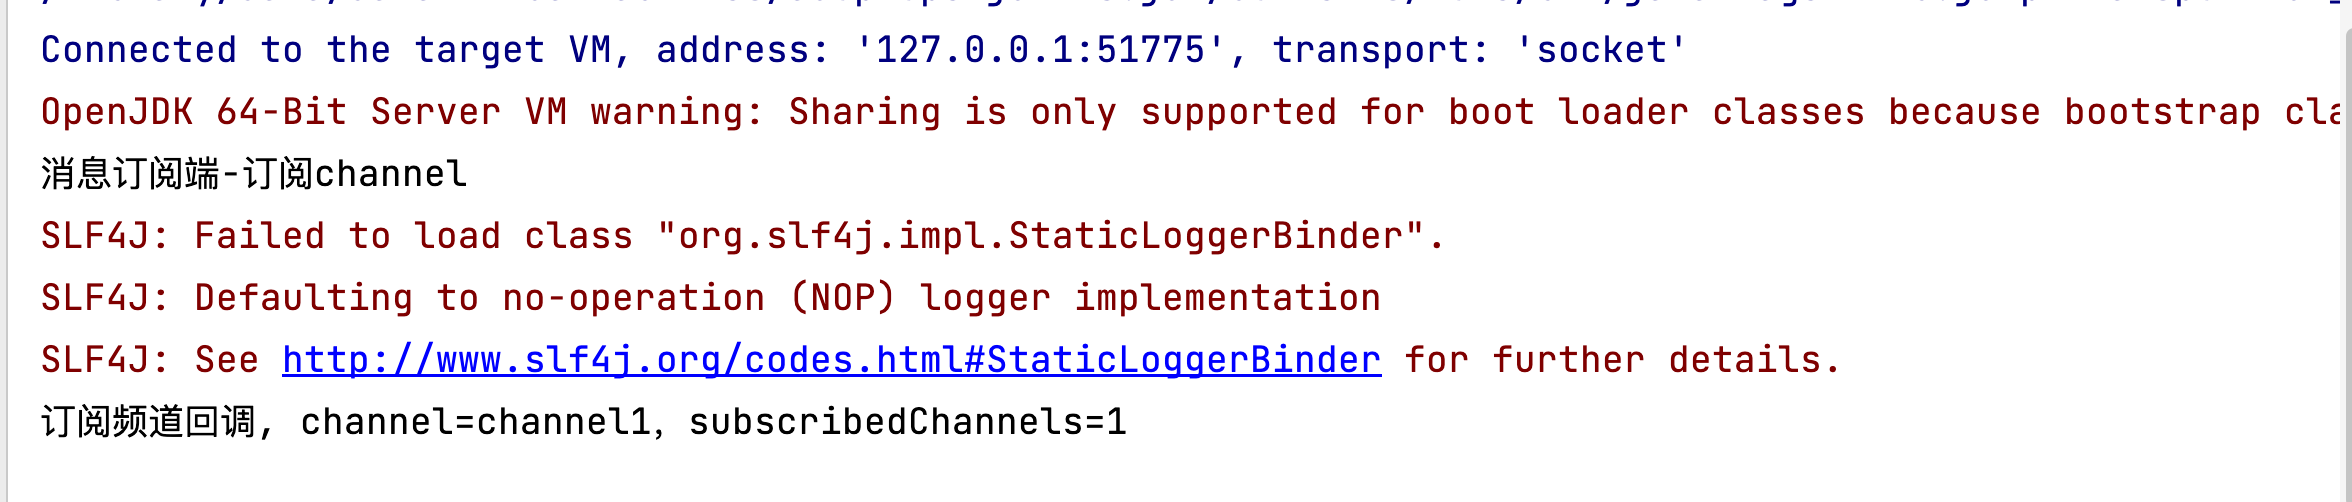 Connected to the target VM, address: '127.0.0.1:51775', transport: 'socket'
OpenJDK 64-Bit Server VM warning: Sharing is only supported for boot loader classes because bootstrap
消息订阅端-订阅channel
SLF4J: Failed to load class "org.slf4j.impl.StaticLoggerBinder".
SLF4J: Defaulting to no-operation (NOP) logger implementation
SLF4J: See http://www.slf4j.org/codes.html#StaticLoggerBinder for further details.
订阅频道回调, channel=channel1，subscribedChannels=1